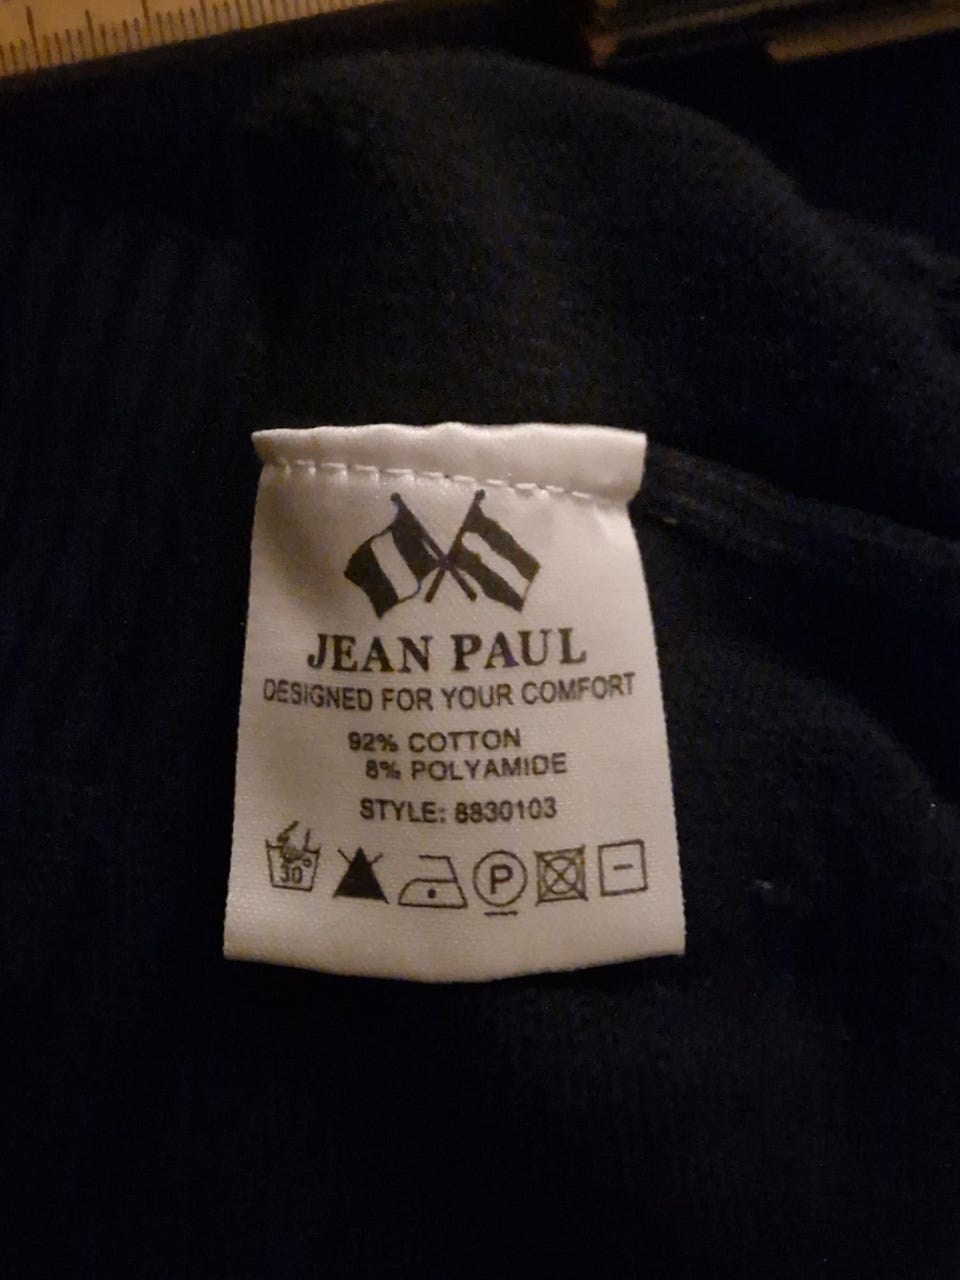 JEAN PAUL
DESIGNED FOR YOUR COMFORT
92% COTTON
8% POLYAMIDE
STYLE: 8830103
30° P